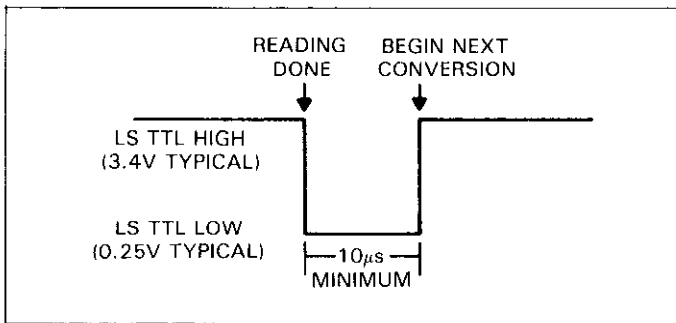 READING
DONE
BEGIN NEXT
CONVERSION
LS TTL HIGH
(3.4V TYPICAL)
LS TTL LOW
(0.25V TYPICAL)
10μs
MINIMUM